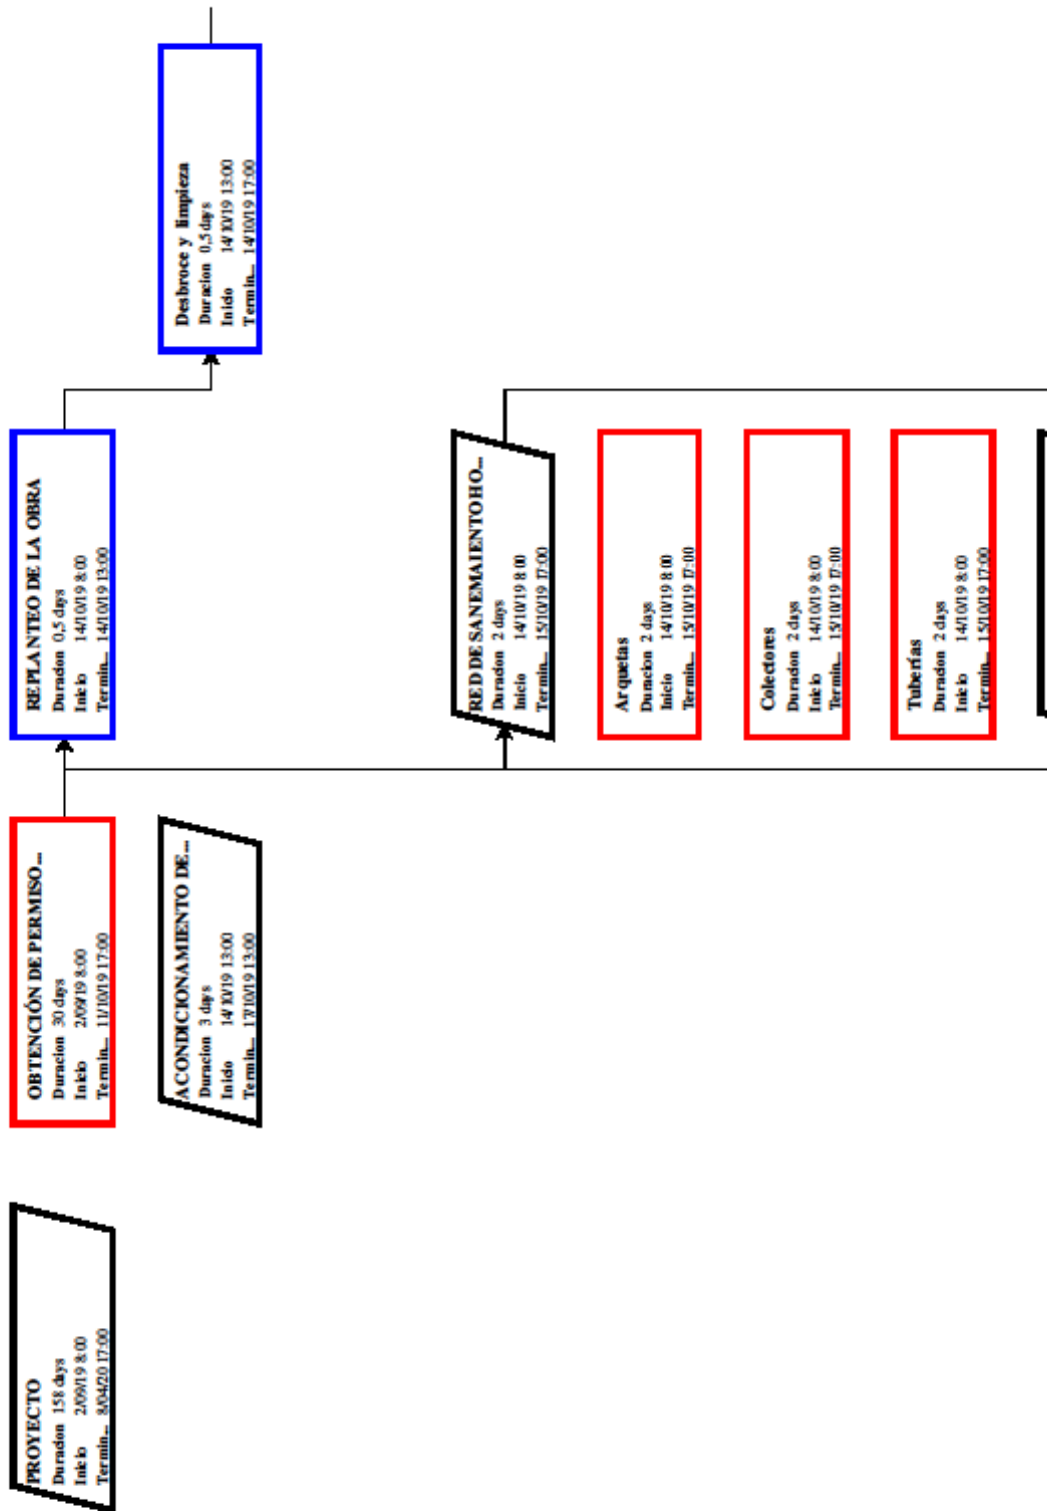 PROYECTO
Duracion 158 days
Inicio 2/09/19 8:00
Termin... 8/04/20 17:00
OBTENCIÓN DE PERMISO...
Duracion 30 days
Inicio 2/09/19 8:00
Termin... 11/10/19 17:00
ACONDICIONAMIENTO DE...
Duracion 3 days
Inicio 14/10/19 13:00
Termin... 17/10/19 13:00
REPLANTEO DE LA OBRA
Duracion 0,5 days
Inicio 14/10/19 8:00
Termin... 14/10/19 13:00
RED DE SANEMAIENTO HO...
Duracion 2 days
Inicio 14/10/19 8:00
Termin... 15/10/19 17:00
Arquetas
Duracion 2 days
Inicio 14/10/19 8:00
Termin... 15/10/19 17:00
Colectores
Duracion 2 days
Inicio 14/10/19 8:00
Termin... 15/10/19 17:00
Tuberías
Duracion 2 days
Inicio 14/10/19 8:00
Termin... 15/10/19 17:00
Desbroce y limpieza
Duracion 0,5 days
Inicio 14/10/19 13:00
Termin... 14/10/19 17:00